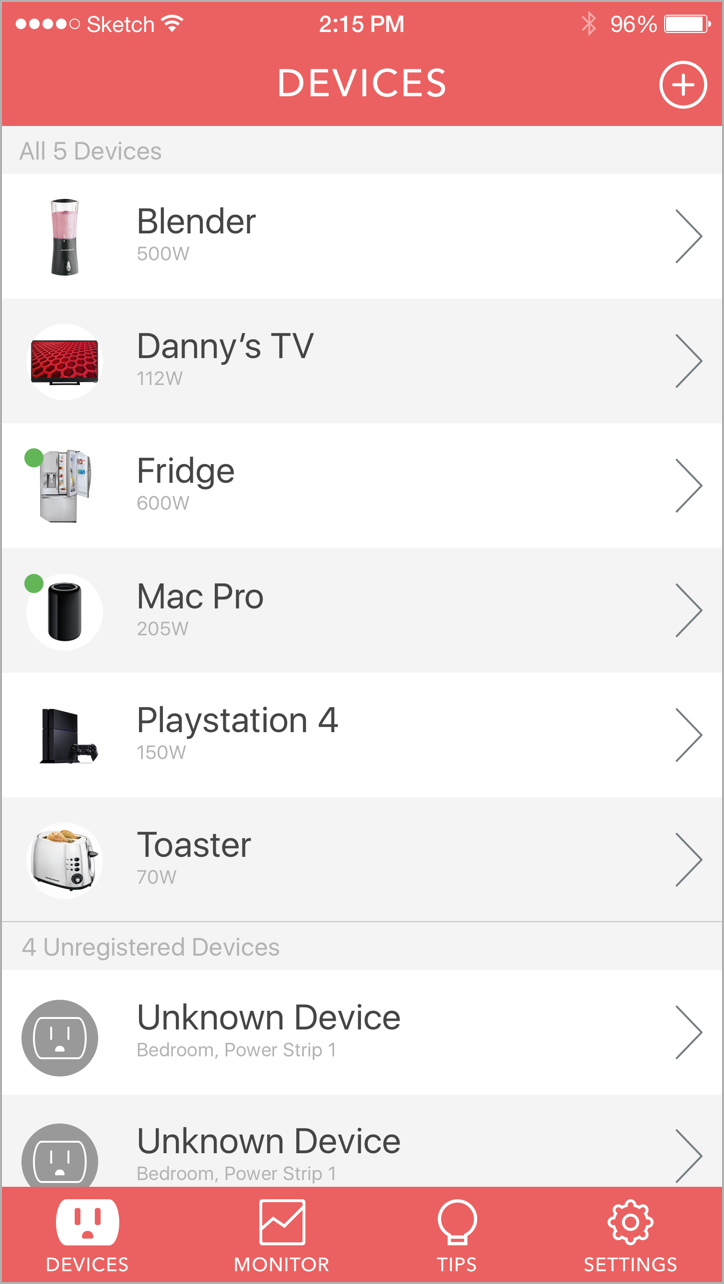 Sketch 2:15 PM 96%
DEVICES
All 5 Devices
Blender
500W
Danny’s TV
112W
Fridge
600W
Mac Pro
205W
Playstation 4
150W
Toaster
70W
4 Unregistered Devices
Unknown Device
Bedroom, Power Strip 1
Unknown Device
Bedroom, Power Strip 1
DEVICES MONITOR TIPS SETTINGS